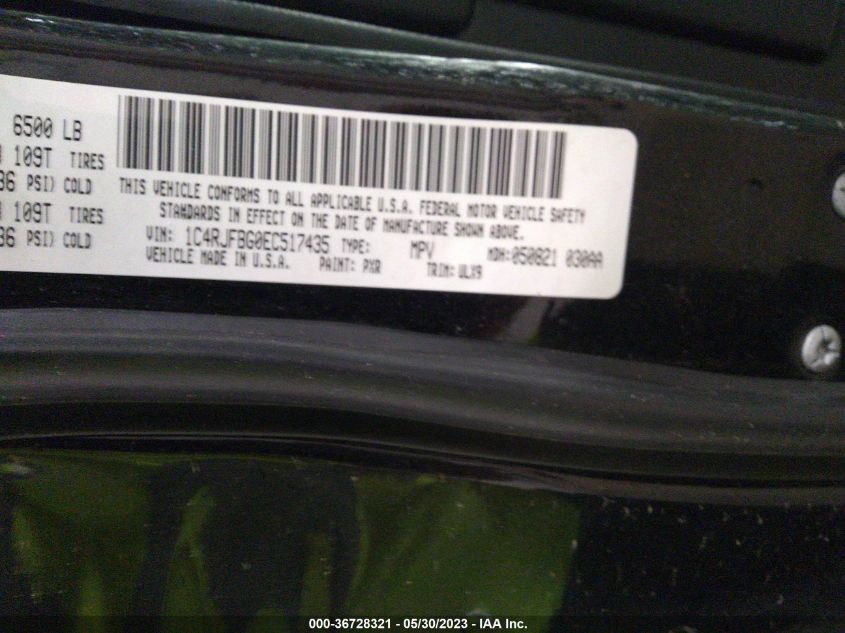 6500 LB
109T TIRES
36 PSI) COLD
109T TIRES
36 PSI) COLD
THIS VEHICLE CONFORMS TO ALL APPLICABLE U.S.A. FEDERAL MOTOR VEHICLE SAFETY
STANDARDS IN EFFECT ON THE DATE OF MANUFACTURE SHOWN ABOVE.
VIN: 1C4RJFBG0EC517435 TYPE: MPV MDH:050821 030AA
VEHICLE MADE IN U.S.A. PAINT: PXR TRIM: ULX9
000-36728321 - 05/30/2023 - IAA Inc.